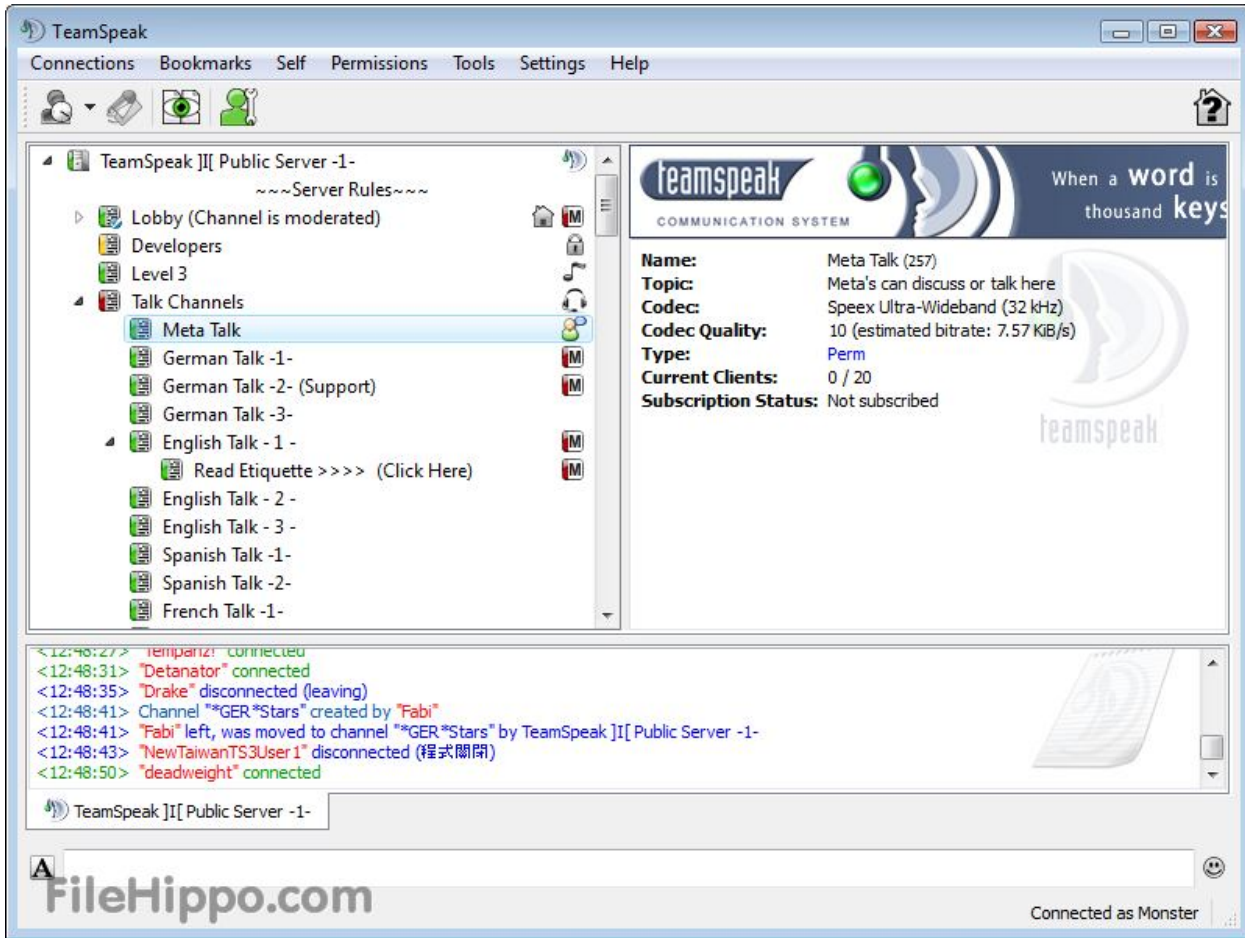 TeamSpeak
Connections Bookmarks Self Permissions Tools Settings Help
TeamSpeak ]I[ Public Server -1-
~~~Server Rules~~~
Lobby (Channel is moderated)
M
Developers
Level 3
Talk Channels
Meta Talk
German Talk -1-
M
German Talk -2- (Support)
M
German Talk -3-
English Talk - 1 -
M
Read Etiquette >>>> (Click Here)
M
English Talk - 2 -
English Talk - 3 -
Spanish Talk -1-
Spanish Talk -2-
French Talk -1-
teamspeak
COMMUNICATION SYSTEM
When a word is
thousand keys
Name: Meta Talk (257)
Topic: Meta's can discuss or talk here
Codec: Speex Ultra-Wideband (32 kHz)
Codec Quality: 10 (estimated bitrate: 7.57 KiB/s)
Type: Perm
Current Clients: 0 / 20
Subscription Status: Not subscribed
teamspeak
<12:48:27> "Tempanz!" connected
<12:48:31> "Detanator" connected
<12:48:35> "Drake" disconnected (leaving)
<12:48:41> Channel "*GER*Stars" created by "Fabi"
<12:48:41> "Fabi" left, was moved to channel "*GER*Stars" by TeamSpeak ]I[ Public Server -1-
<12:48:43> "NewTaiwanTS3User1" disconnected (程式關閉)
<12:48:50> "deadweight" connected
TeamSpeak ]I[ Public Server -1-
A
FileHippo.com
Connected as Monster